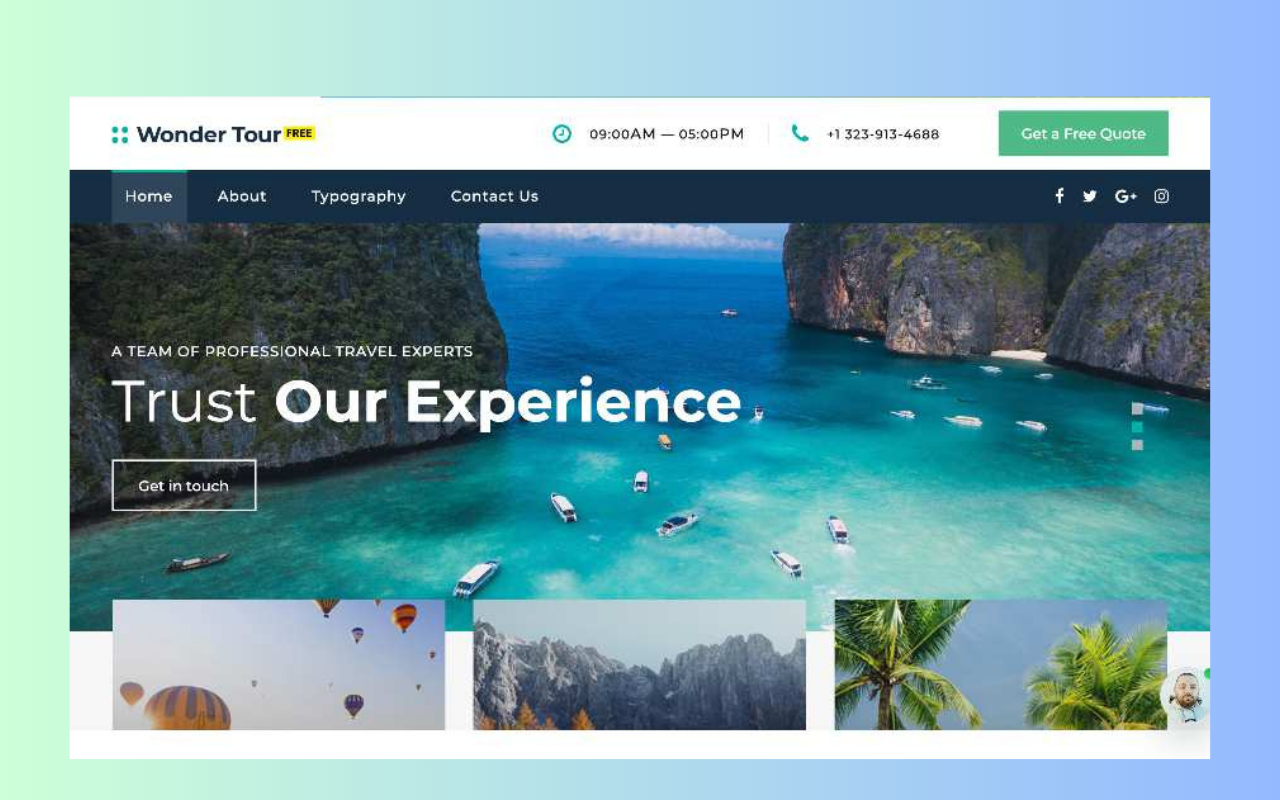 Wonder Tour FREE
09:00AM — 05:00PM
+1 323-913-4688
Get a Free Quote
Home About Typography Contact Us
G+
A TEAM OF PROFESSIONAL TRAVEL EXPERTS
Trust Our Experience
Get in touch